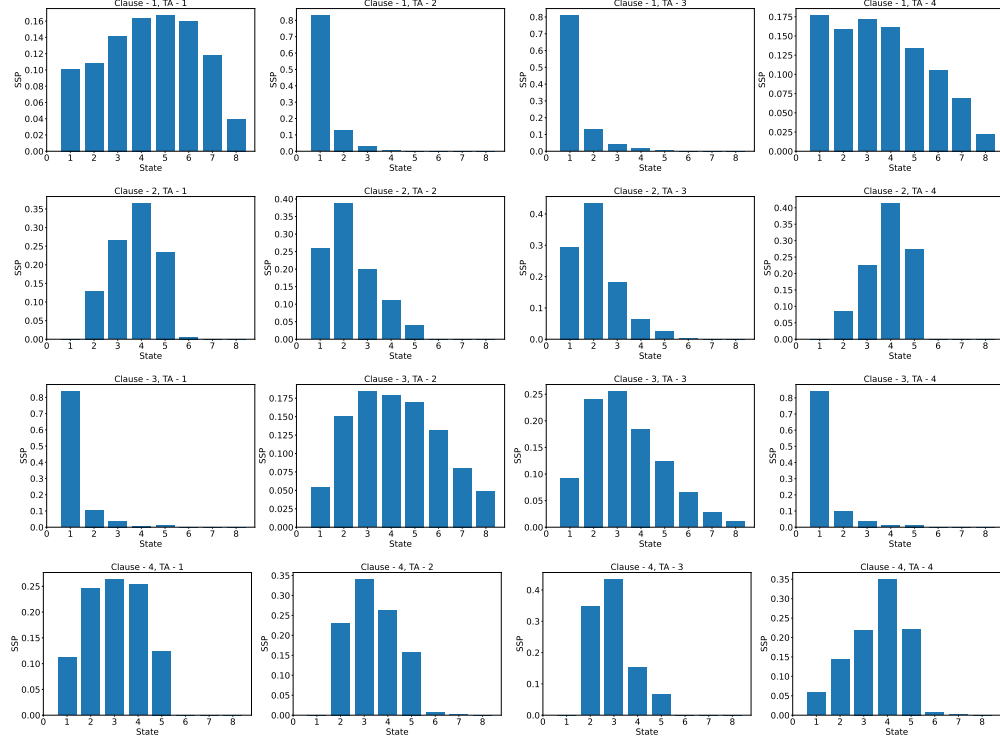 Clause - 1, TA - 1
SSP
0.16
0.14
0.12
0.10
0.08
0.06
0.04
0.02
0.00
0 1 2 3 4 5 6 7 8
State
Clause - 1, TA - 2
SSP
0.8
0.7
0.6
0.5
0.4
0.3
0.2
0.1
0.0
0 1 2 3 4 5 6 7 8
State
Clause - 1, TA - 3
SSP
0.8
0.7
0.6
0.5
0.4
0.3
0.2
0.1
0.0
0 1 2 3 4 5 6 7 8
State
Clause - 1, TA - 4
SSP
0.175
0.150
0.125
0.100
0.075
0.050
0.025
0.000
0 1 2 3 4 5 6 7 8
State
Clause - 2, TA - 1
SSP
0.35
0.30
0.25
0.20
0.15
0.10
0.05
0.00
0 1 2 3 4 5 6 7 8
State
Clause - 2, TA - 2
SSP
0.40
0.35
0.30
0.25
0.20
0.15
0.10
0.05
0.00
0 1 2 3 4 5 6 7 8
State
Clause - 2, TA - 3
SSP
0.4
0.3
0.2
0.1
0.0
0 1 2 3 4 5 6 7 8
State
Clause - 2, TA - 4
SSP
0.40
0.35
0.30
0.25
0.20
0.15
0.10
0.05
0.00
0 1 2 3 4 5 6 7 8
State
Clause - 3, TA - 1
SSP
0.8
0.7
0.6
0.5
0.4
0.3
0.2
0.1
0.0
0 1 2 3 4 5 6 7 8
State
Clause - 3, TA - 2
SSP
0.175
0.150
0.125
0.100
0.075
0.050
0.025
0.000
0 1 2 3 4 5 6 7 8
State
Clause - 3, TA - 3
SSP
0.25
0.20
0.15
0.10
0.05
0.00
0 1 2 3 4 5 6 7 8
State
Clause - 3, TA - 4
SSP
0.8
0.7
0.6
0.5
0.4
0.3
0.2
0.1
0.0
0 1 2 3 4 5 6 7 8
State
Clause - 4, TA - 1
SSP
0.25
0.20
0.15
0.10
0.05
0.00
0 1 2 3 4 5 6 7 8
State
Clause - 4, TA - 2
SSP
0.35
0.30
0.25
0.20
0.15
0.10
0.05
0.00
0 1 2 3 4 5 6 7 8
State
Clause - 4, TA - 3
SSP
0.4
0.3
0.2
0.1
0.0
0 1 2 3 4 5 6 7 8
State
Clause - 4, TA - 4
SSP
0.35
0.30
0.25
0.20
0.15
0.10
0.05
0.00
0 1 2 3 4 5 6 7 8
State